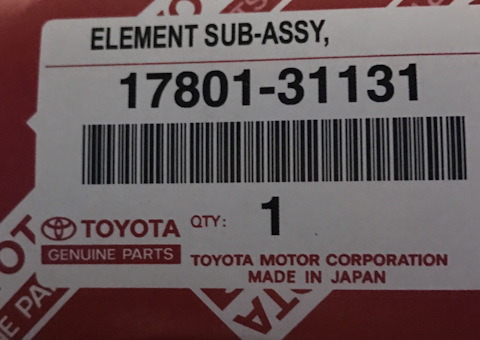 ELEMENT SUB-ASSY,
17801-31131
TOYOTA QTY: 1
GENUINE PARTS
TOYOTA MOTOR CORPORATION
MADE IN JAPAN